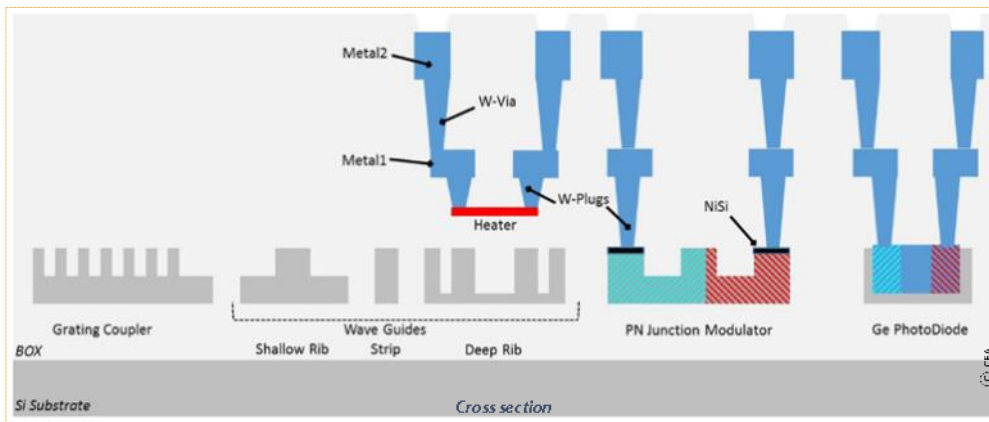 Metal2
W-Via
Metal1
W-Plugs
NiSi
Heater
Grating Coupler
Wave Guides
PN Junction Modulator
Ge PhotoDiode
Shallow Rib
Strip
Deep Rib
BOX
Si Substrate
Cross section